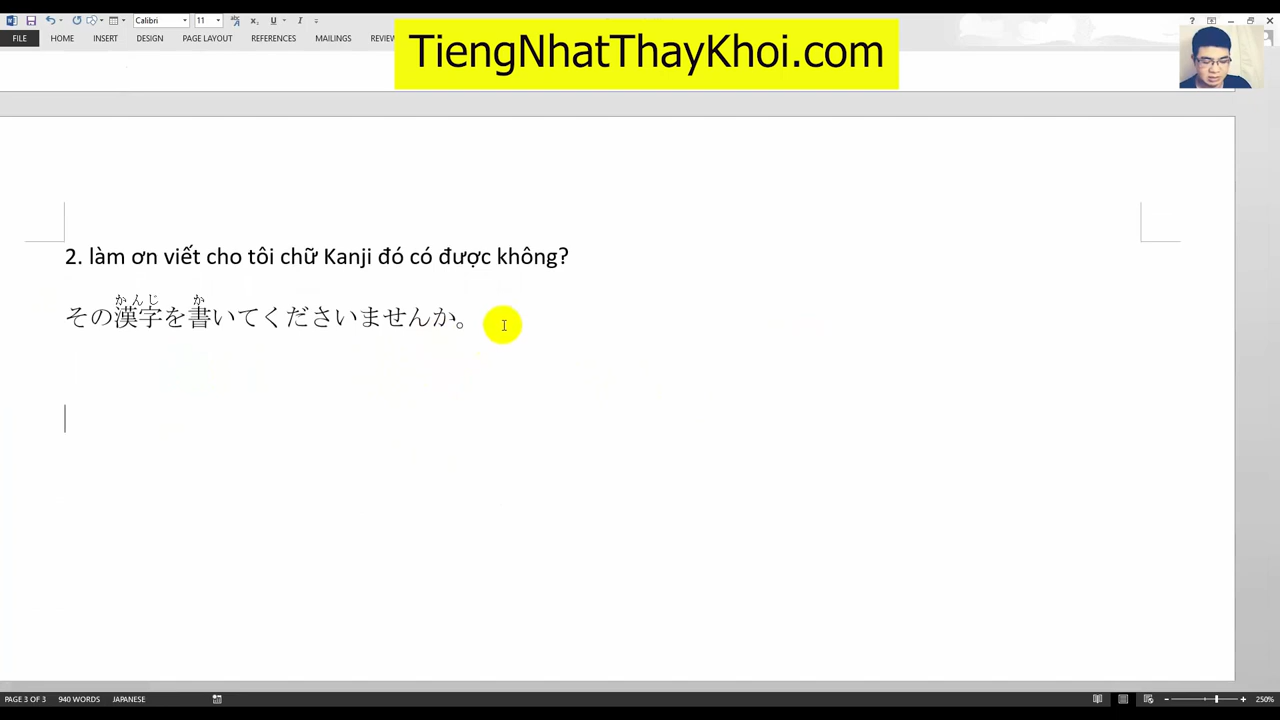 Calibri 11
FILE HOME INSERT DESIGN PAGE LAYOUT REFERENCES MAILINGS REVIEW
TiengNhatThayKhoi.com
2. làm ơn viết cho tôi chữ Kanji đó có được không?
かんじ か
その漢字を書いてくださいませんか。
PAGE 3 OF 3 940 WORDS JAPANESE 250%